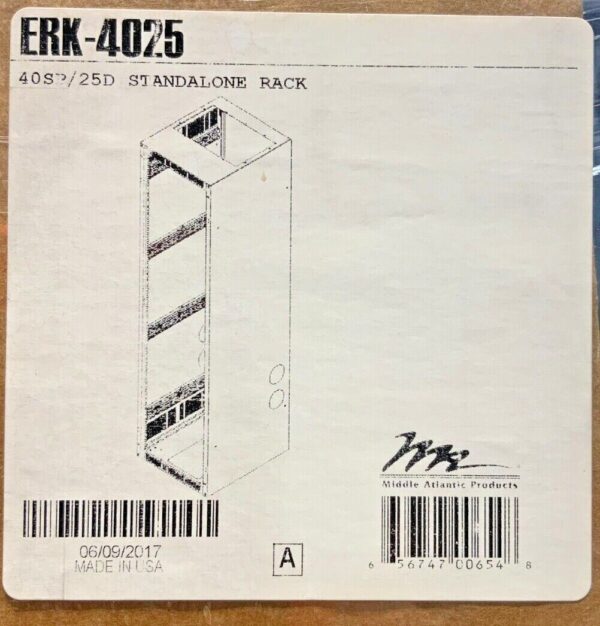 ERK-4025
40SP/25D STANDALONE RACK
Middle Atlantic Products
06/09/2017
MADE IN USA
A
6 56747 00654 8